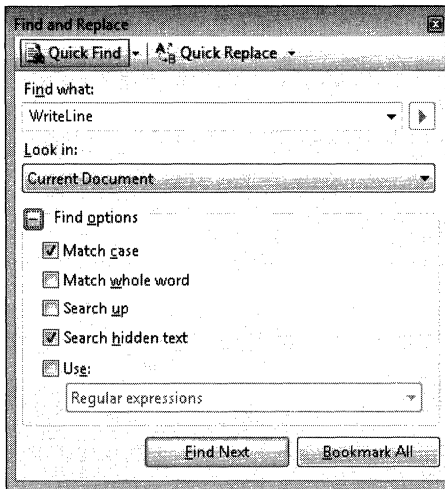 Find and Replace
Quick Find
Quick Replace
Find what:
WriteLine
Look in:
Current Document
Find options
Match case
Match whole word
Search up
Search hidden text
Use:
Regular expressions
Find Next
Bookmark All